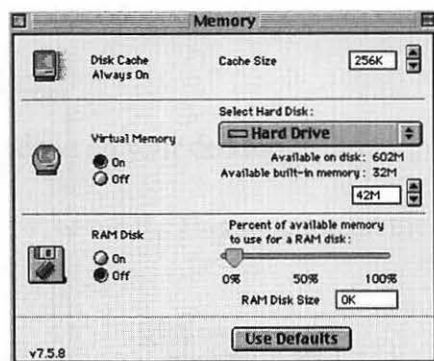 Memory
Disk Cache
Always On
Cache Size
256K
Select Hard Disk:
Hard Drive
Virtual Memory
On
Off
Available on disk: 602M
Available built-in memory: 32M
42M
RAM Disk
On
Off
Percent of available memory
to use for a RAM disk:
0% 50% 100%
RAM Disk Size 0K
Use Defaults
v7.5.8